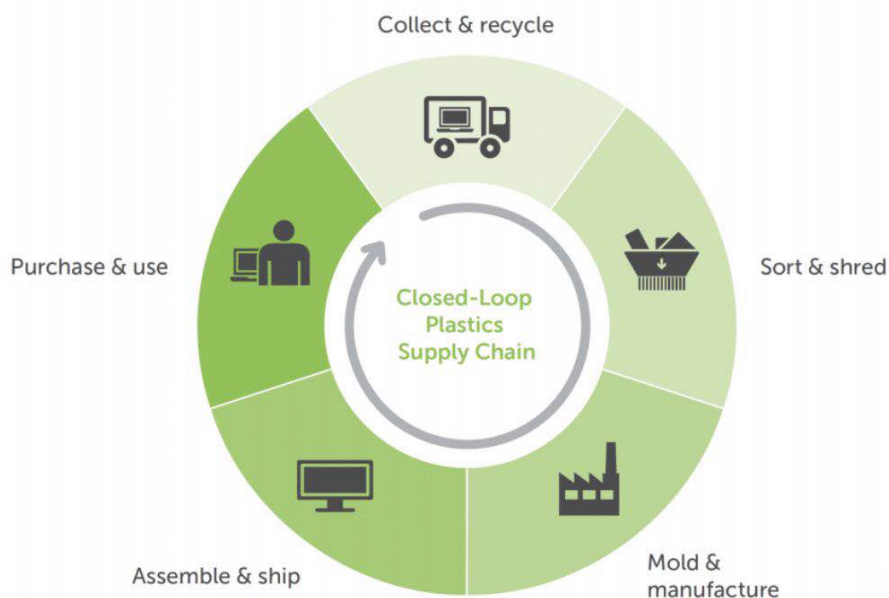 Collect & recycle
Purchase & use
Sort & shred
Closed-Loop
Plastics
Supply Chain
Assemble & ship
Mold &
manufacture